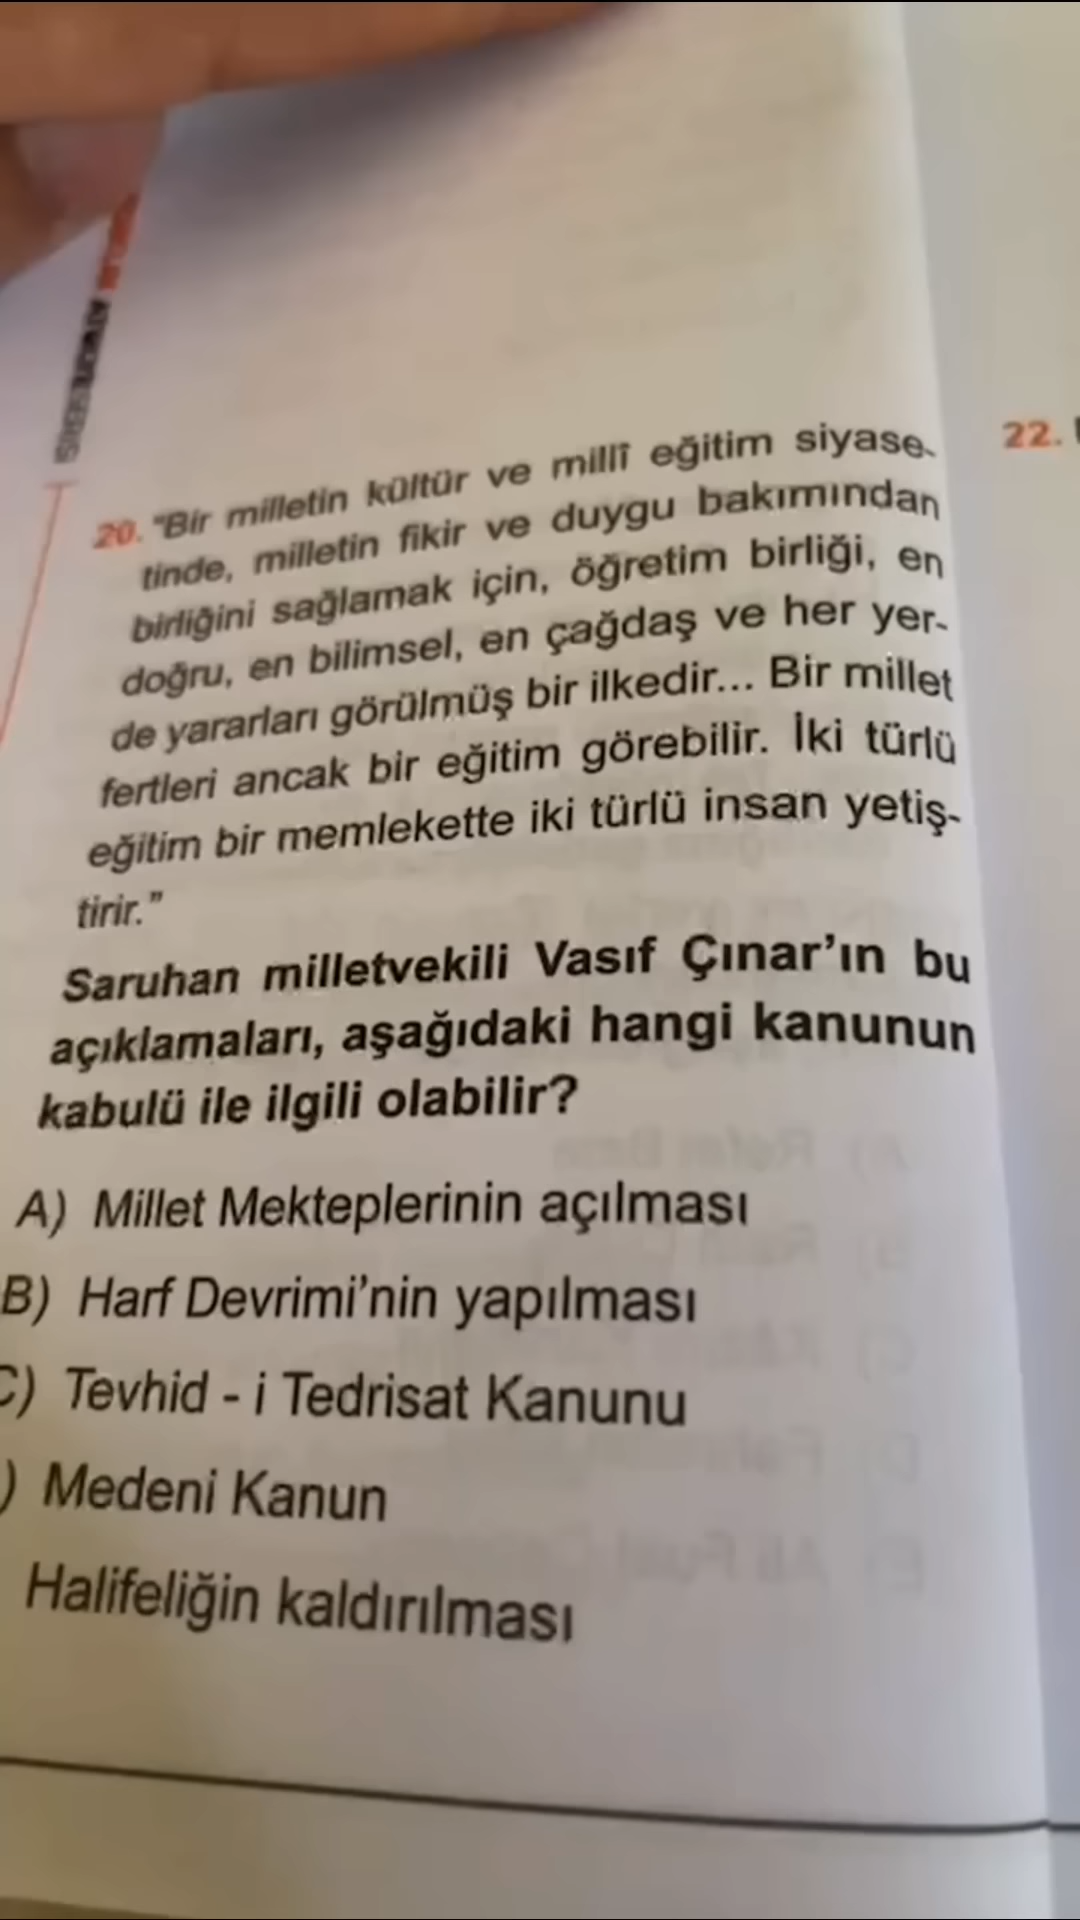 ATÖLYE SERİSİ
20. "Bir milletin kültür ve millî eğitim siyase-
tinde, milletin fikir ve duygu bakımından
birliğini sağlamak için, öğretim birliği, en
doğru, en bilimsel, en çağdaş ve her yer-
de yararları görülmüş bir ilkedir... Bir millet
fertleri ancak bir eğitim görebilir. İki türlü
eğitim bir memlekette iki türlü insan yetiş-
tirir."
Saruhan milletvekili Vasıf Çınar'ın bu
açıklamaları, aşağıdaki hangi kanunun
kabulü ile ilgili olabilir?
A) Millet Mekteplerinin açılması
B) Harf Devrimi'nin yapılması
C) Tevhid - i Tedrisat Kanunu
) Medeni Kanun
Halifeliğin kaldırılması
22.